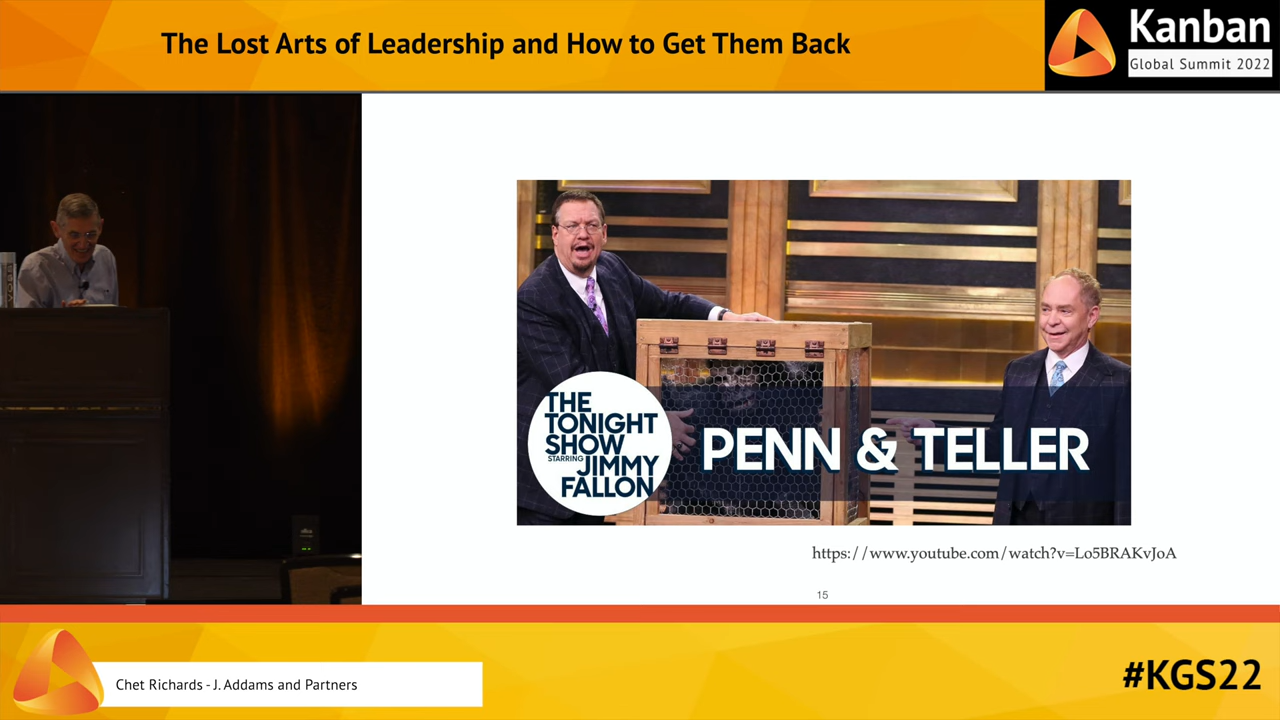 The Lost Arts of Leadership and How to Get Them Back
Kanban
Global Summit 2022
THE
TONIGHT
SHOW
STARRING
JIMMY
FALLON
PENN & TELLER
https://www.youtube.com/watch?v=Lo5BRAKvJoA
15
Chet Richards - J. Addams and Partners
#KGS22